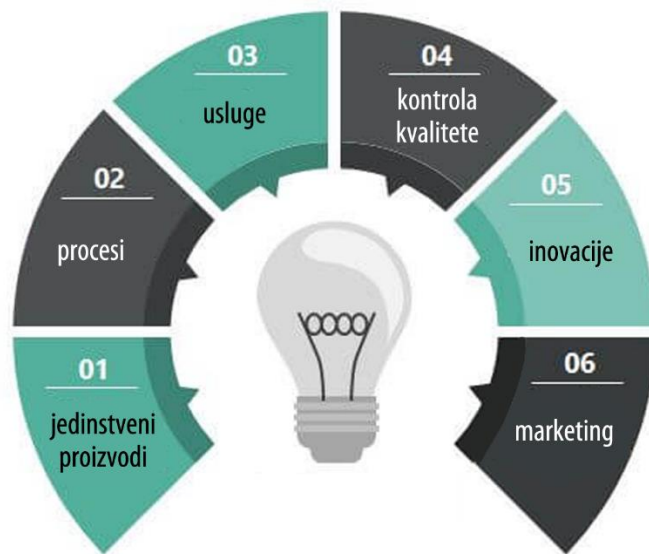 01
jedinstveni
proizvodi
02
procesi
03
usluge
04
kontrola
kvalitete
05
inovacije
06
marketing